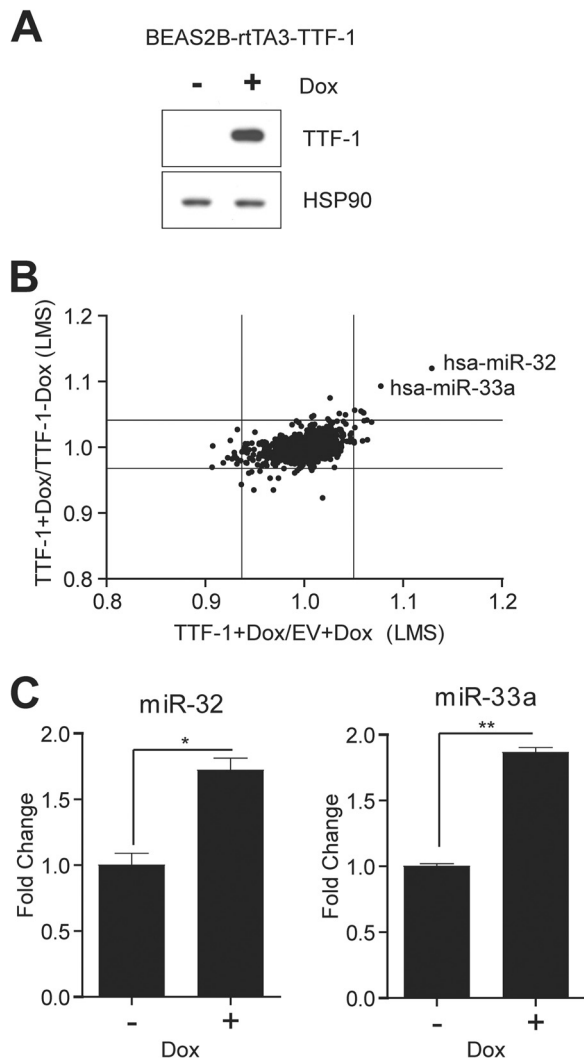 A
BEAS2B-rtTA3-TTF-1
- + Dox
TTF-1
HSP90
B
TTF-1+Dox/TTF-1-Dox (LMS)
1.2
1.1
1.0
0.9
0.8
hsa-miR-32
hsa-miR-33a
0.8 0.9 1.0 1.1 1.2
TTF-1+Dox/EV+Dox (LMS)
C
miR-32
Fold Change
2.0
1.5
1.0
0.5
0.0
*
- +
Dox
miR-33a
Fold Change
2.0
1.5
1.0
0.5
0.0
**
- +
Dox